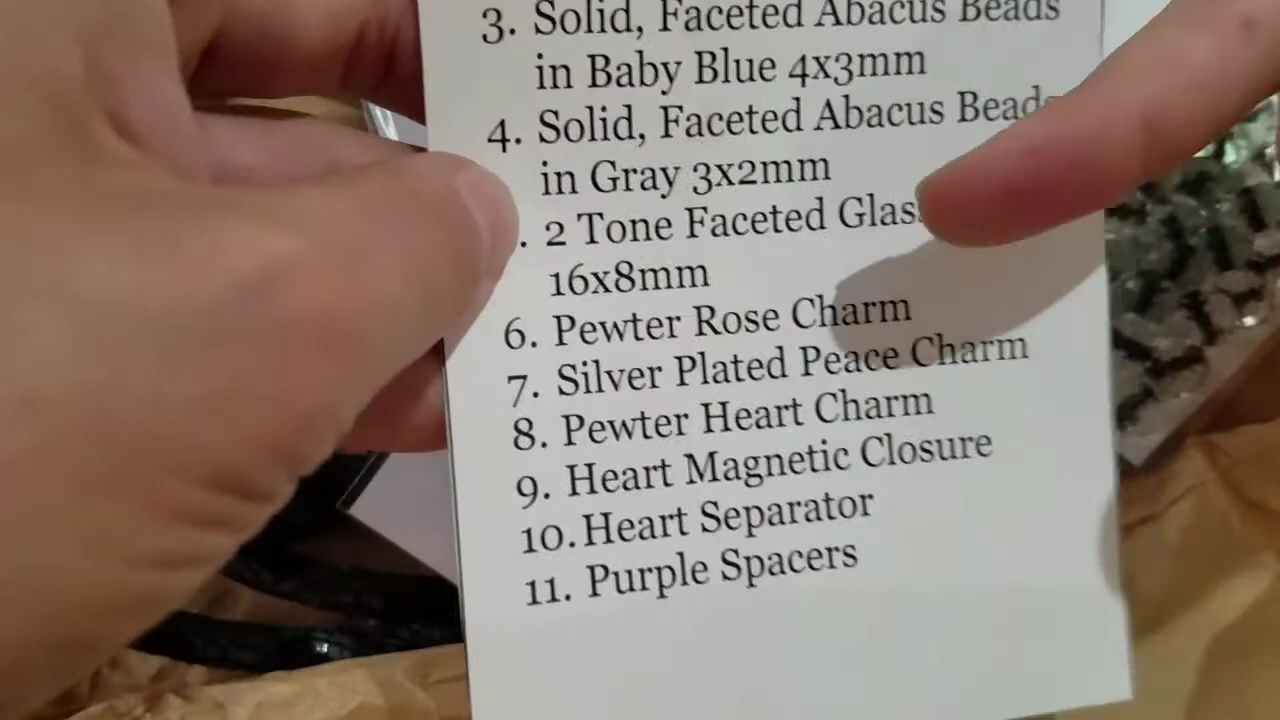 3. Solid, Faceted Abacus Beads
in Baby Blue 4x3mm
4. Solid, Faceted Abacus Beads
in Gray 3x2mm
. 2 Tone Faceted Glass
16x8mm
6. Pewter Rose Charm
7. Silver Plated Peace Charm
8. Pewter Heart Charm
9. Heart Magnetic Closure
10. Heart Separator
11. Purple Spacers